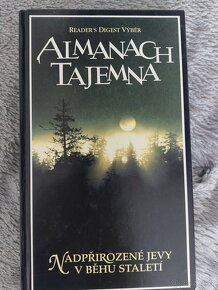 READER'S DIGEST VÝBĚR
ALMANACH
TAJEMNA
NADPŘIROZENÉ JEVY
V BĚHU STALETÍ